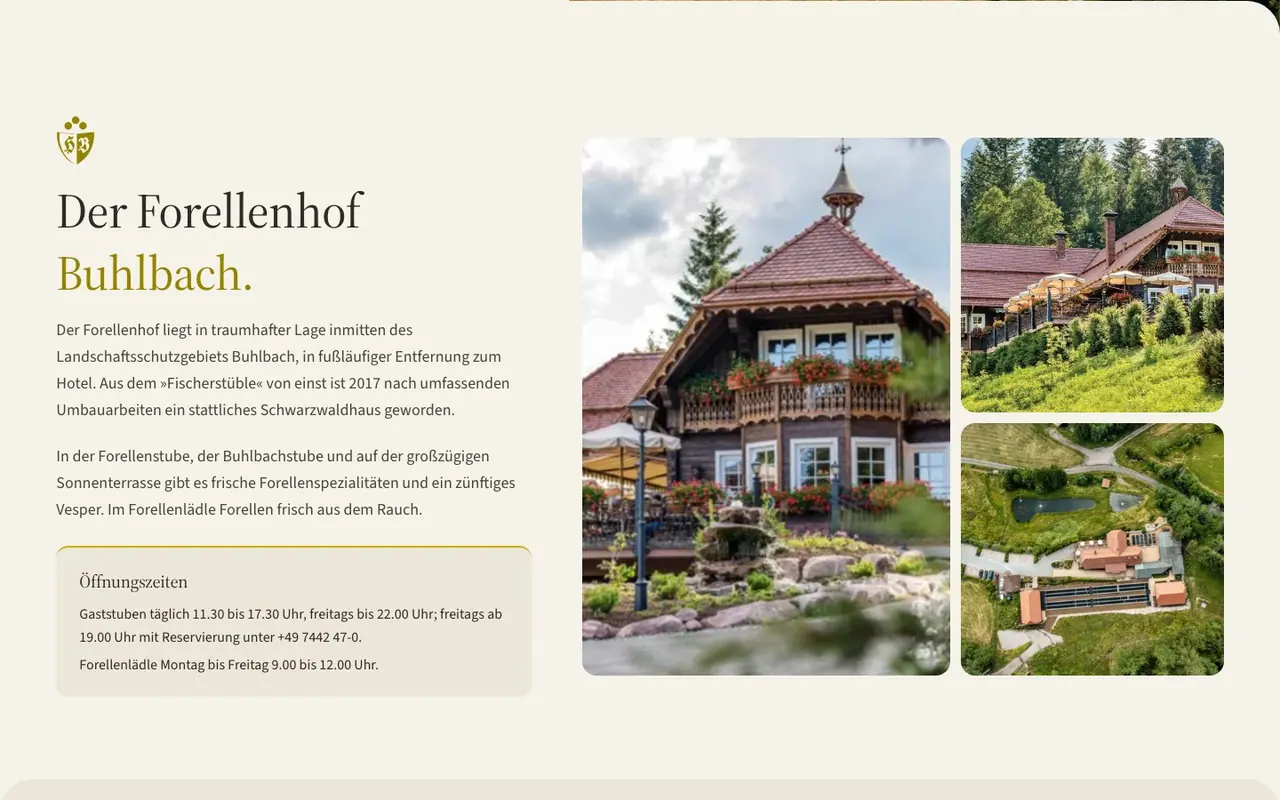 Der Forellenhof
Buhlbach.
Der Forellenhof liegt in traumhafter Lage inmitten des
Landschaftsschutzgebiets Buhlbach, in fußläufiger Entfernung zum
Hotel. Aus dem »Fischerstüble« von einst ist 2017 nach umfassenden
Umbauarbeiten ein stattliches Schwarzwaldhaus geworden.
In der Forellenstube, der Buhlbachstube und auf der großzügigen
Sonnenterrasse gibt es frische Forellenspezialitäten und ein zünftiges
Vesper. Im Forellenlädle Forellen frisch aus dem Rauch.
Öffnungszeiten
Gaststuben täglich 11.30 bis 17.30 Uhr, freitags bis 22.00 Uhr; freitags ab
19.00 Uhr mit Reservierung unter +49 7442 47-0.
Forellenlädle Montag bis Freitag 9.00 bis 12.00 Uhr.